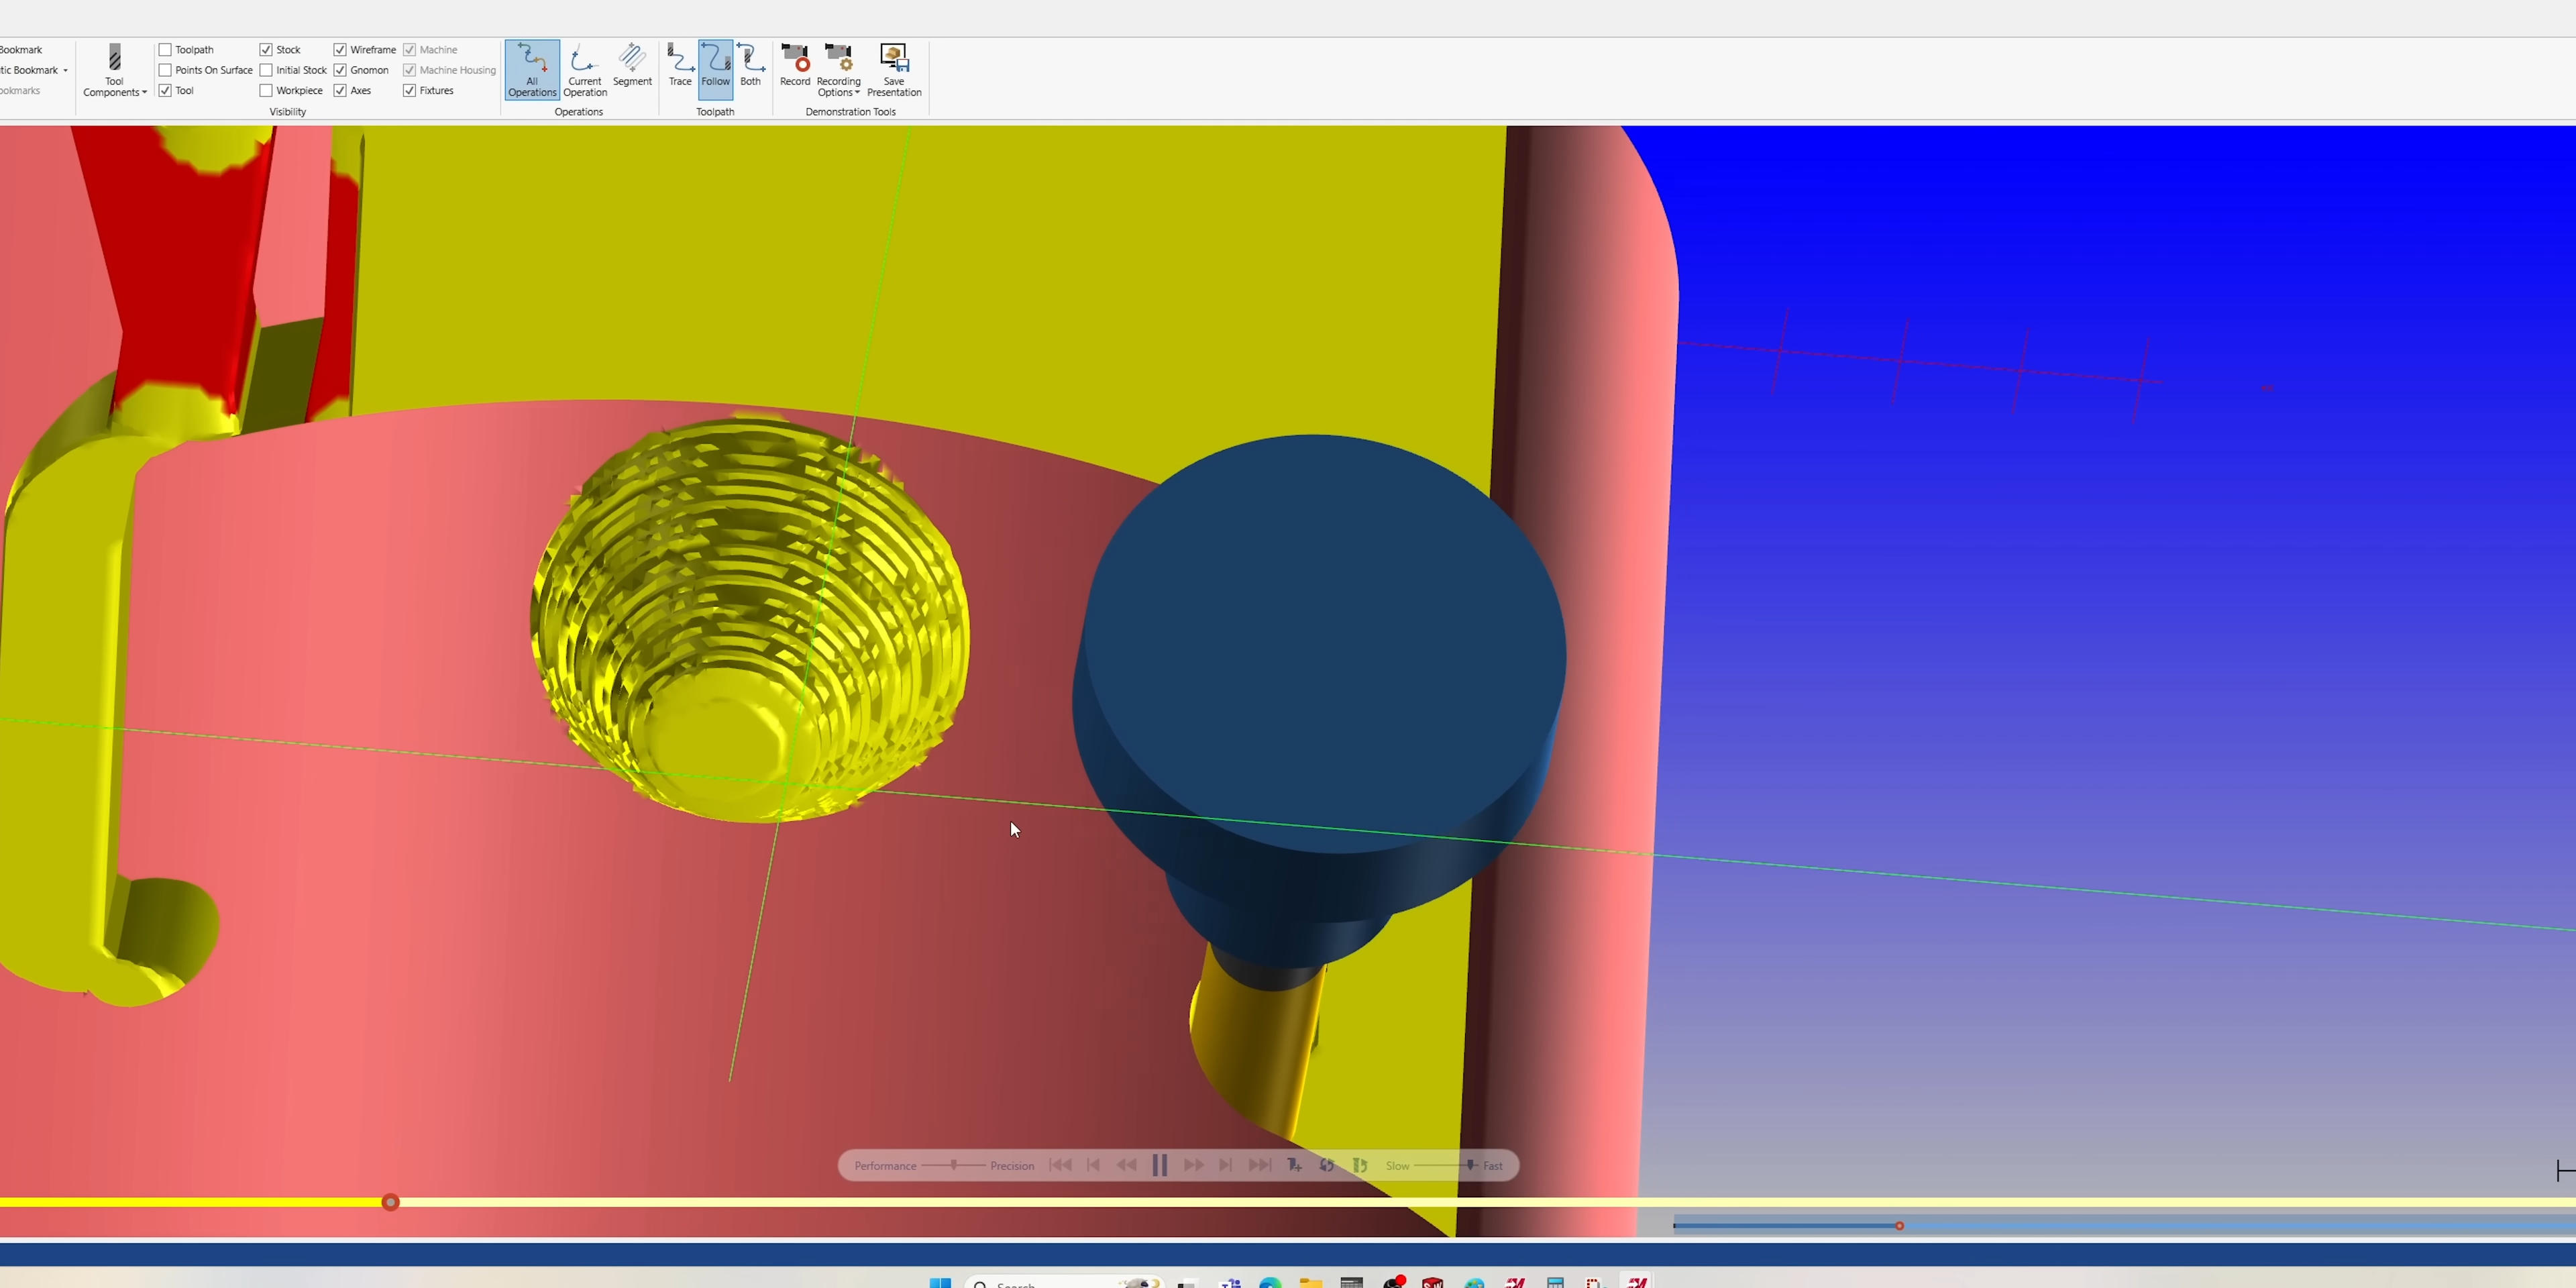 Bookmark
tic Bookmark
ookmarks
Tool
Components
Toolpath
Points On Surface
Tool
Stock
Initial Stock
Workpiece
Wireframe
Gnomon
Axes
Machine
Machine Housing
Fixtures
Visibility
All
Operations
Current
Operation
Segment
Operations
Trace
Follow
Both
Toolpath
Record
Recording
Options
Save
Presentation
Demonstration Tools
Performance
Precision
Slow
Fast
Search